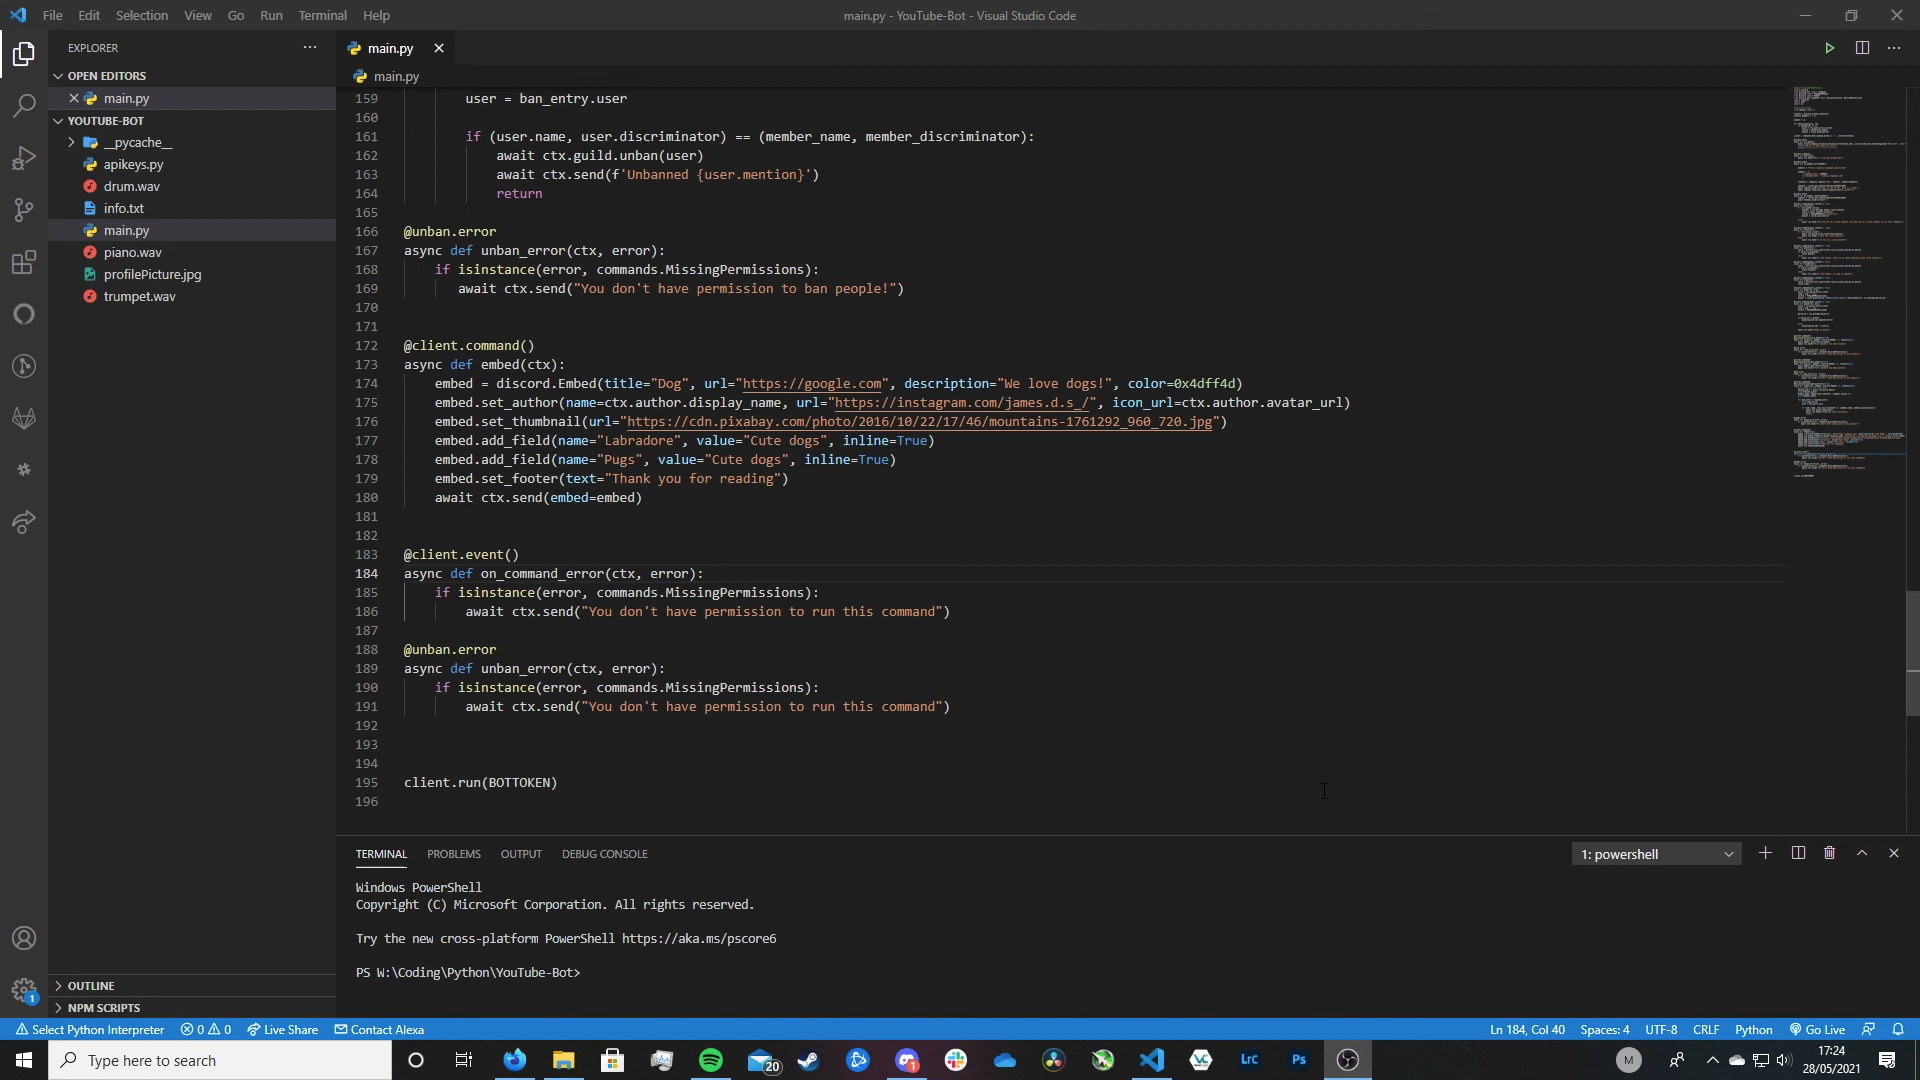 File Edit Selection View Go Run Terminal Help
main.py - YouTube-Bot - Visual Studio Code
EXPLORER
OPEN EDITORS
main.py
YOUTUBE-BOT
__pycache__
apikeys.py
drum.wav
info.txt
main.py
piano.wav
profilePicture.jpg
trumpet.wav
OUTLINE
NPM SCRIPTS
main.py
main.py
159 user = ban_entry.user
160
161 if (user.name, user.discriminator) == (member_name, member_discriminator):
162 await ctx.guild.unban(user)
163 await ctx.send(f'Unbanned {user.mention}')
164 return
165
166 @unban.error
167 async def unban_error(ctx, error):
168 if isinstance(error, commands.MissingPermissions):
169 await ctx.send("You don't have permission to ban people!")
170
171
172 @client.command()
173 async def embed(ctx):
174 embed = discord.Embed(title="Dog", url="https://google.com", description="We love dogs!", color=0x4dff4d)
175 embed.set_author(name=ctx.author.display_name, url="https://instagram.com/james.d.s_/", icon_url=ctx.author.avatar_url)
176 embed.set_thumbnail(url="https://cdn.pixabay.com/photo/2016/10/22/17/46/mountains-1761292_960_720.jpg")
177 embed.add_field(name="Labradore", value="Cute dogs", inline=True)
178 embed.add_field(name="Pugs", value="Cute dogs", inline=True)
179 embed.set_footer(text="Thank you for reading")
180 await ctx.send(embed=embed)
181
182
183 @client.event()
184 async def on_command_error(ctx, error):
185 if isinstance(error, commands.MissingPermissions):
186 await ctx.send("You don't have permission to run this command")
187
188 @unban.error
189 async def unban_error(ctx, error):
190 if isinstance(error, commands.MissingPermissions):
191 await ctx.send("You don't have permission to run this command")
192
193
194
195 client.run(BOTTOKEN)
196
TERMINAL PROBLEMS OUTPUT DEBUG CONSOLE
1: powershell
Windows PowerShell
Copyright (C) Microsoft Corporation. All rights reserved.
Try the new cross-platform PowerShell https://aka.ms/pscore6
PS W:\Coding\Python\YouTube-Bot>
1
Select Python Interpreter 0 0 Live Share Contact Alexa
Ln 184, Col 40 Spaces: 4 UTF-8 CRLF Python Go Live
Type here to search
20
1
Lrc
Ps
M
17:24
28/05/2021